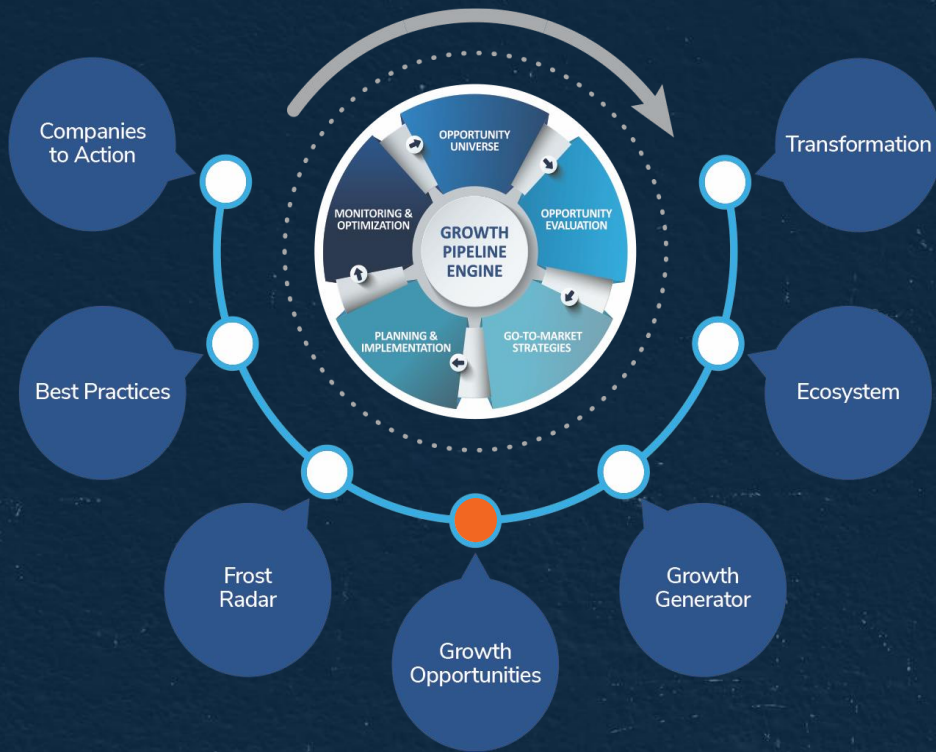 OPPORTUNITY
UNIVERSE
OPPORTUNITY
EVALUATION
GO-TO-MARKET
STRATEGIES
PLANNING &
IMPLEMENTATION
MONITORING &
OPTIMIZATION
GROWTH
PIPELINE
ENGINE
Companies
to Action
Best Practices
Frost
Radar
Growth
Opportunities
Growth
Generator
Ecosystem
Transformation